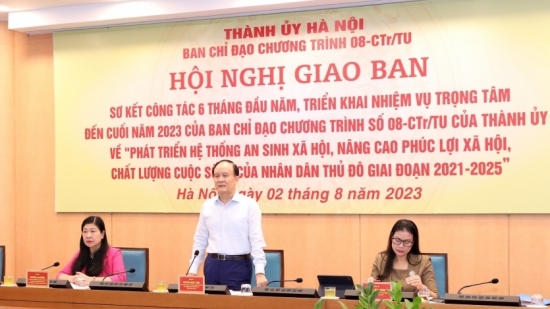 THÀNH ỦY HÀ NỘI
BAN CHỈ ĐẠO CHƯƠNG TRÌNH 08-CTr/TU
HỘI NGHỊ GIAO BAN
SƠ KẾT CÔNG TÁC 6 THÁNG ĐẦU NĂM, TRIỂN KHAI NHIỆM VỤ TRỌNG TÂM
ĐẾN CUỐI NĂM 2023 CỦA BAN CHỈ ĐẠO CHƯƠNG TRÌNH SỐ 08-CTr/TU CỦA THÀNH ỦY
VỀ "PHÁT TRIỂN HỆ THỐNG AN SINH XÃ HỘI, NÂNG CAO PHÚC LỢI XÃ HỘI,
CHẤT LƯỢNG CUỘC CỦA NHÂN DÂN THỦ ĐÔ GIAI ĐOẠN 2021-2025"
Hà N ngày 02 tháng 8 năm 2023